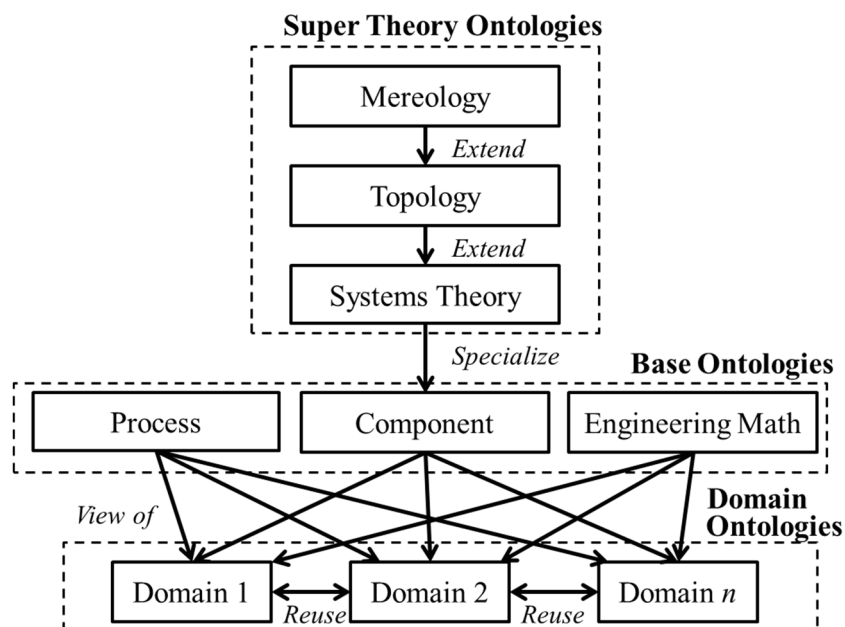 Super Theory Ontologies
Mereology
Extend
Topology
Extend
Systems Theory
Specialize
Base Ontologies
Process
Component
Engineering Math
View of
Domain
Ontologies
Domain 1
Domain 2
Domain n
Reuse
Reuse